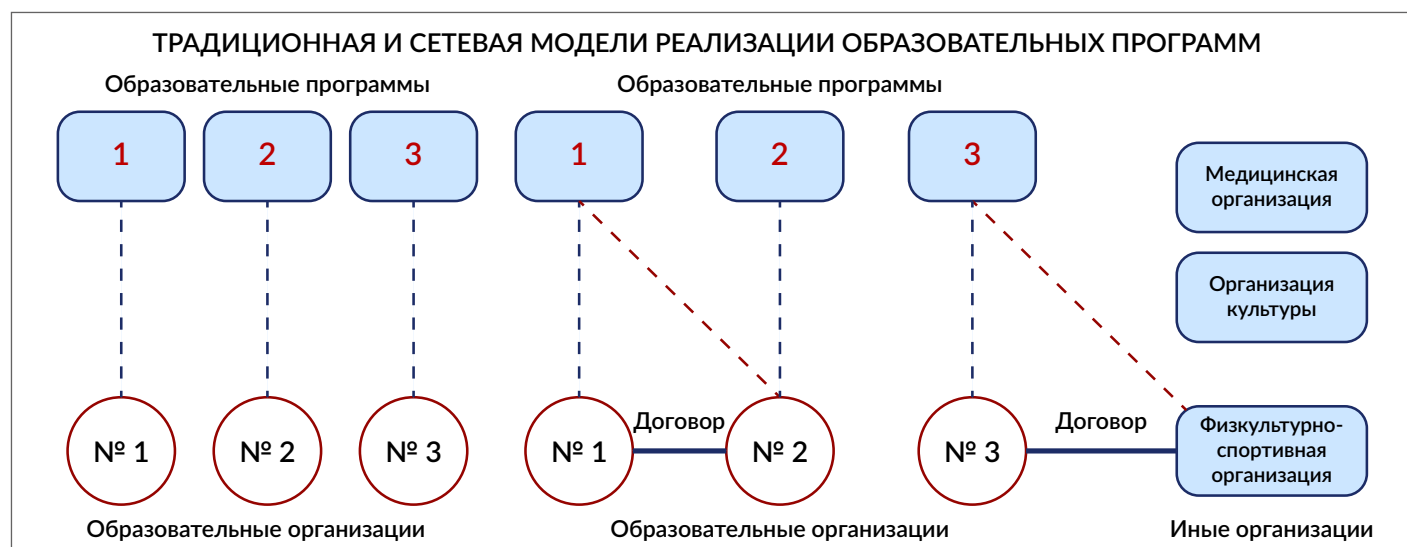 ТРАДИЦИОННАЯ И СЕТЕВАЯ МОДЕЛИ РЕАЛИЗАЦИИ ОБРАЗОВАТЕЛЬНЫХ ПРОГРАММ
Образовательные программы
1
2
3
№ 1
№ 2
№ 3
Образовательные организации
Образовательные программы
1
2
3
№ 1
Договор
№ 2
№ 3
Договор
Образовательные организации
Медицинская
организация
Организация
культуры
Физкультурно-
спортивная
организация
Иные организации